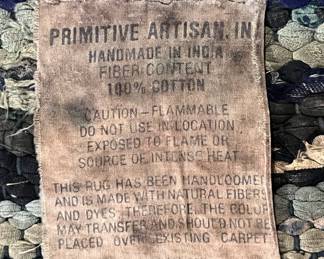 PRIMITIVE ARTISAN, IN
HANDMADE IN INDIA
FIBER CONTENT
100% COTTON
CAUTION-FLAMMABLE
DO NOT USE IN LOCATION
EXPOSED TO FLAME OR
SOURCE OF INTENSE HEAT
THIS RUG HAS BEEN HANDLOOMED
AND IS MADE WITH NATURAL FIBERS
AND DYES, THEREFORE, THE COLOR
MAY TRANSFER AND SHOULD NOT BE
PLACED OVER EXISTING CARPET